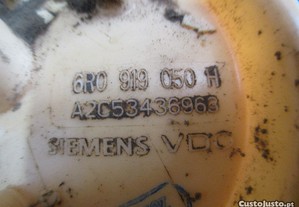 6R0 919 050 H
A2C53436963
SIEMENS VDO
CustoJusto.pt